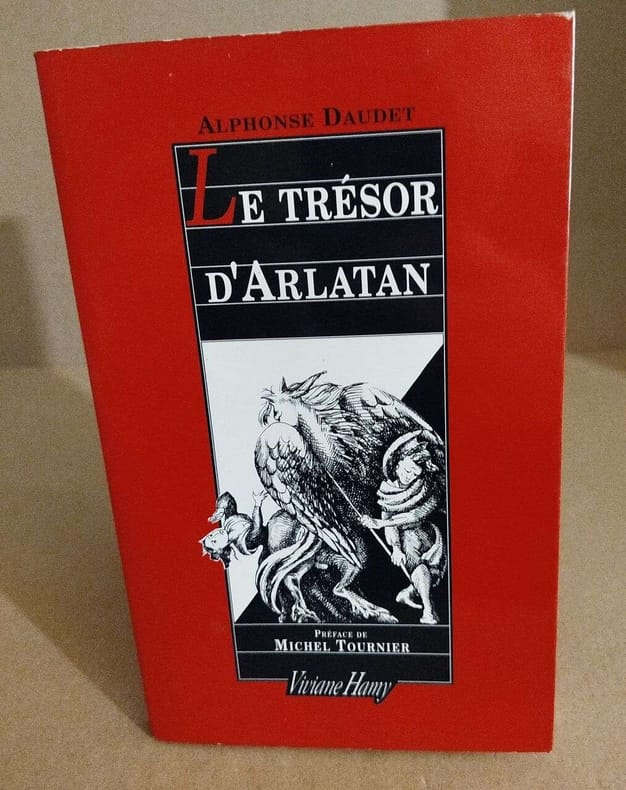 ALPHONSE DAUDET
LE TRÉSOR
D'ARLATAN
PRÉFACE DE
MICHEL TOURNIER
Viviane Hamy